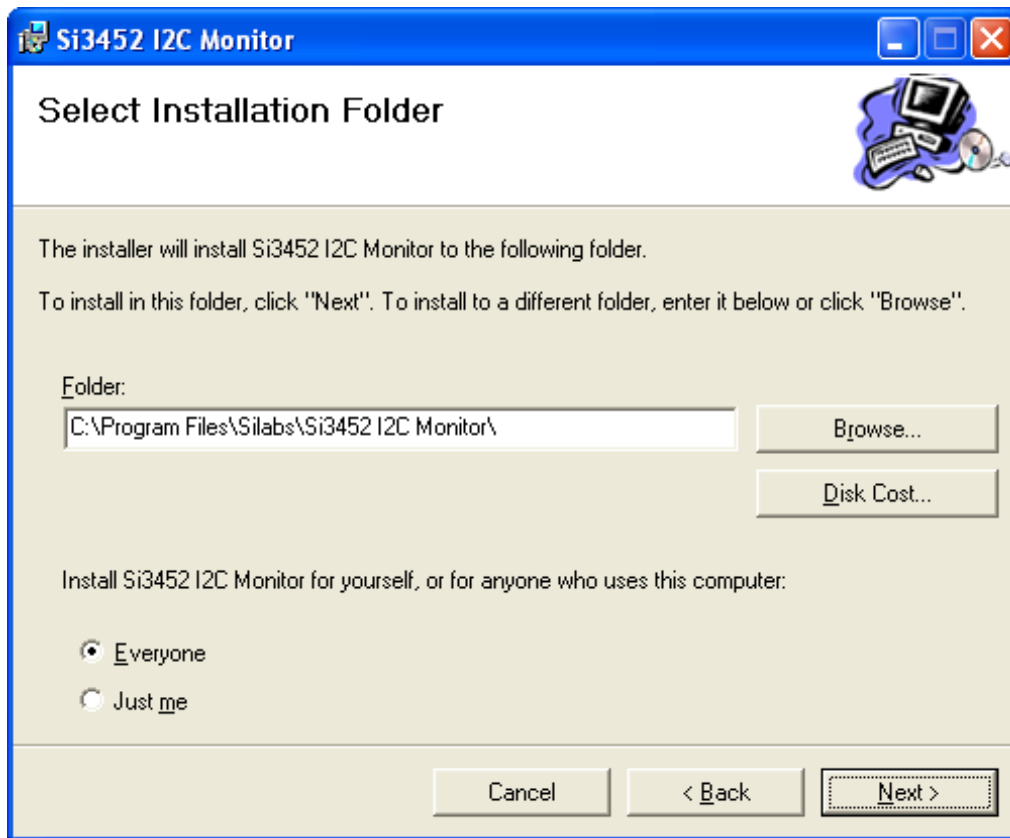 Si3452 I2C Monitor
Select Installation Folder
The installer will install Si3452 I2C Monitor to the following folder.
To install in this folder, click "Next". To install to a different folder, enter it below or click "Browse".
Folder:
C:\Program Files\Silabs\Si3452 I2C Monitor\
Browse...
Disk Cost...
Install Si3452 I2C Monitor for yourself, or for anyone who uses this computer:
Everyone
Just me
Cancel
< Back
Next >